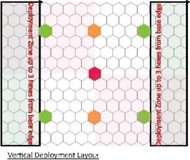 Deployment Zone up to 3 hexes from base edge
Deployment Zone up to 3 hexes from base edge
Vertical Deployment Layout